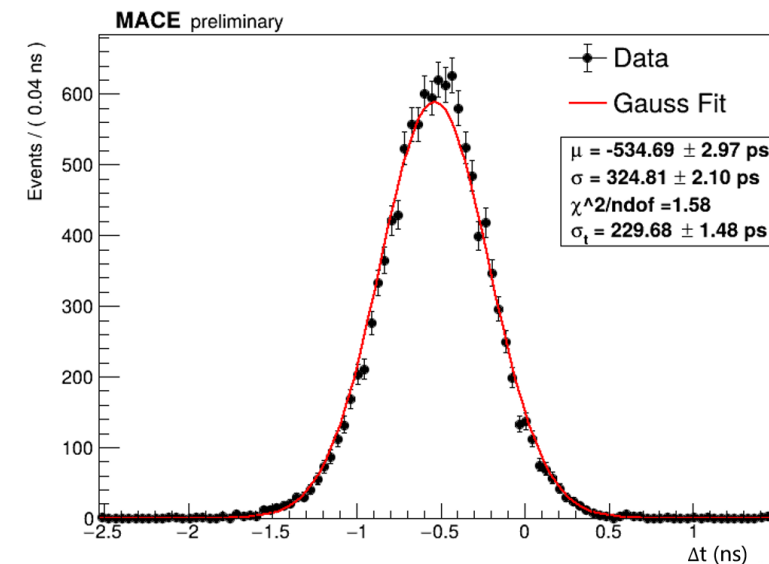 MACE preliminary
Events / ( 0.04 ns )
600
500
400
300
200
100
0
Data
Gauss Fit
μ = -534.69 ± 2.97 ps
σ = 324.81 ± 2.10 ps
χ^2/ndof =1.58
σt = 229.68 ± 1.48 ps
−2.5 −2 −1.5 −1 −0.5 0 0.5 1
Δt (ns)